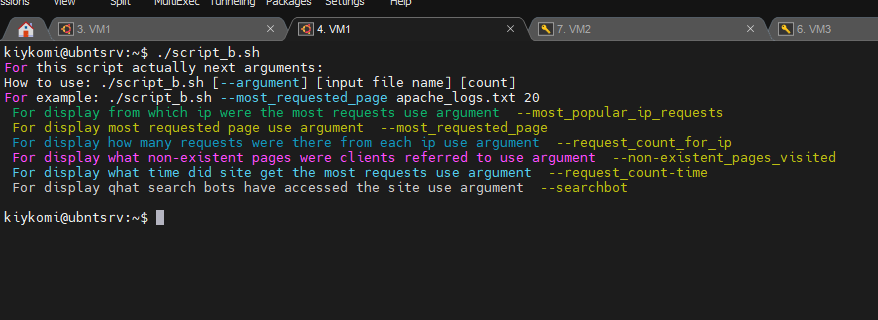 ssions View Split MultiExec Tunneling Packages Settings Help
3. VM1 4. VM1 7. VM2 6. VM3
kiykomi@ubntsrv:~$ ./script_b.sh
For this script actually next arguments:
How to use: ./script_b.sh [--argument] [input file name] [count]
For example: ./script_b.sh --most_requested_page apache_logs.txt 20
For display from which ip were the most requests use argument --most_popular_ip_requests
For display most requested page use argument --most_requested_page
For display how many requests were there from each ip use argument --request_count_for_ip
For display what non-existent pages were clients referred to use argument --non-existent_pages_visited
For display what time did site get the most requests use argument --request_count-time
For display qhat search bots have accessed the site use argument --searchbot
kiykomi@ubntsrv:~$